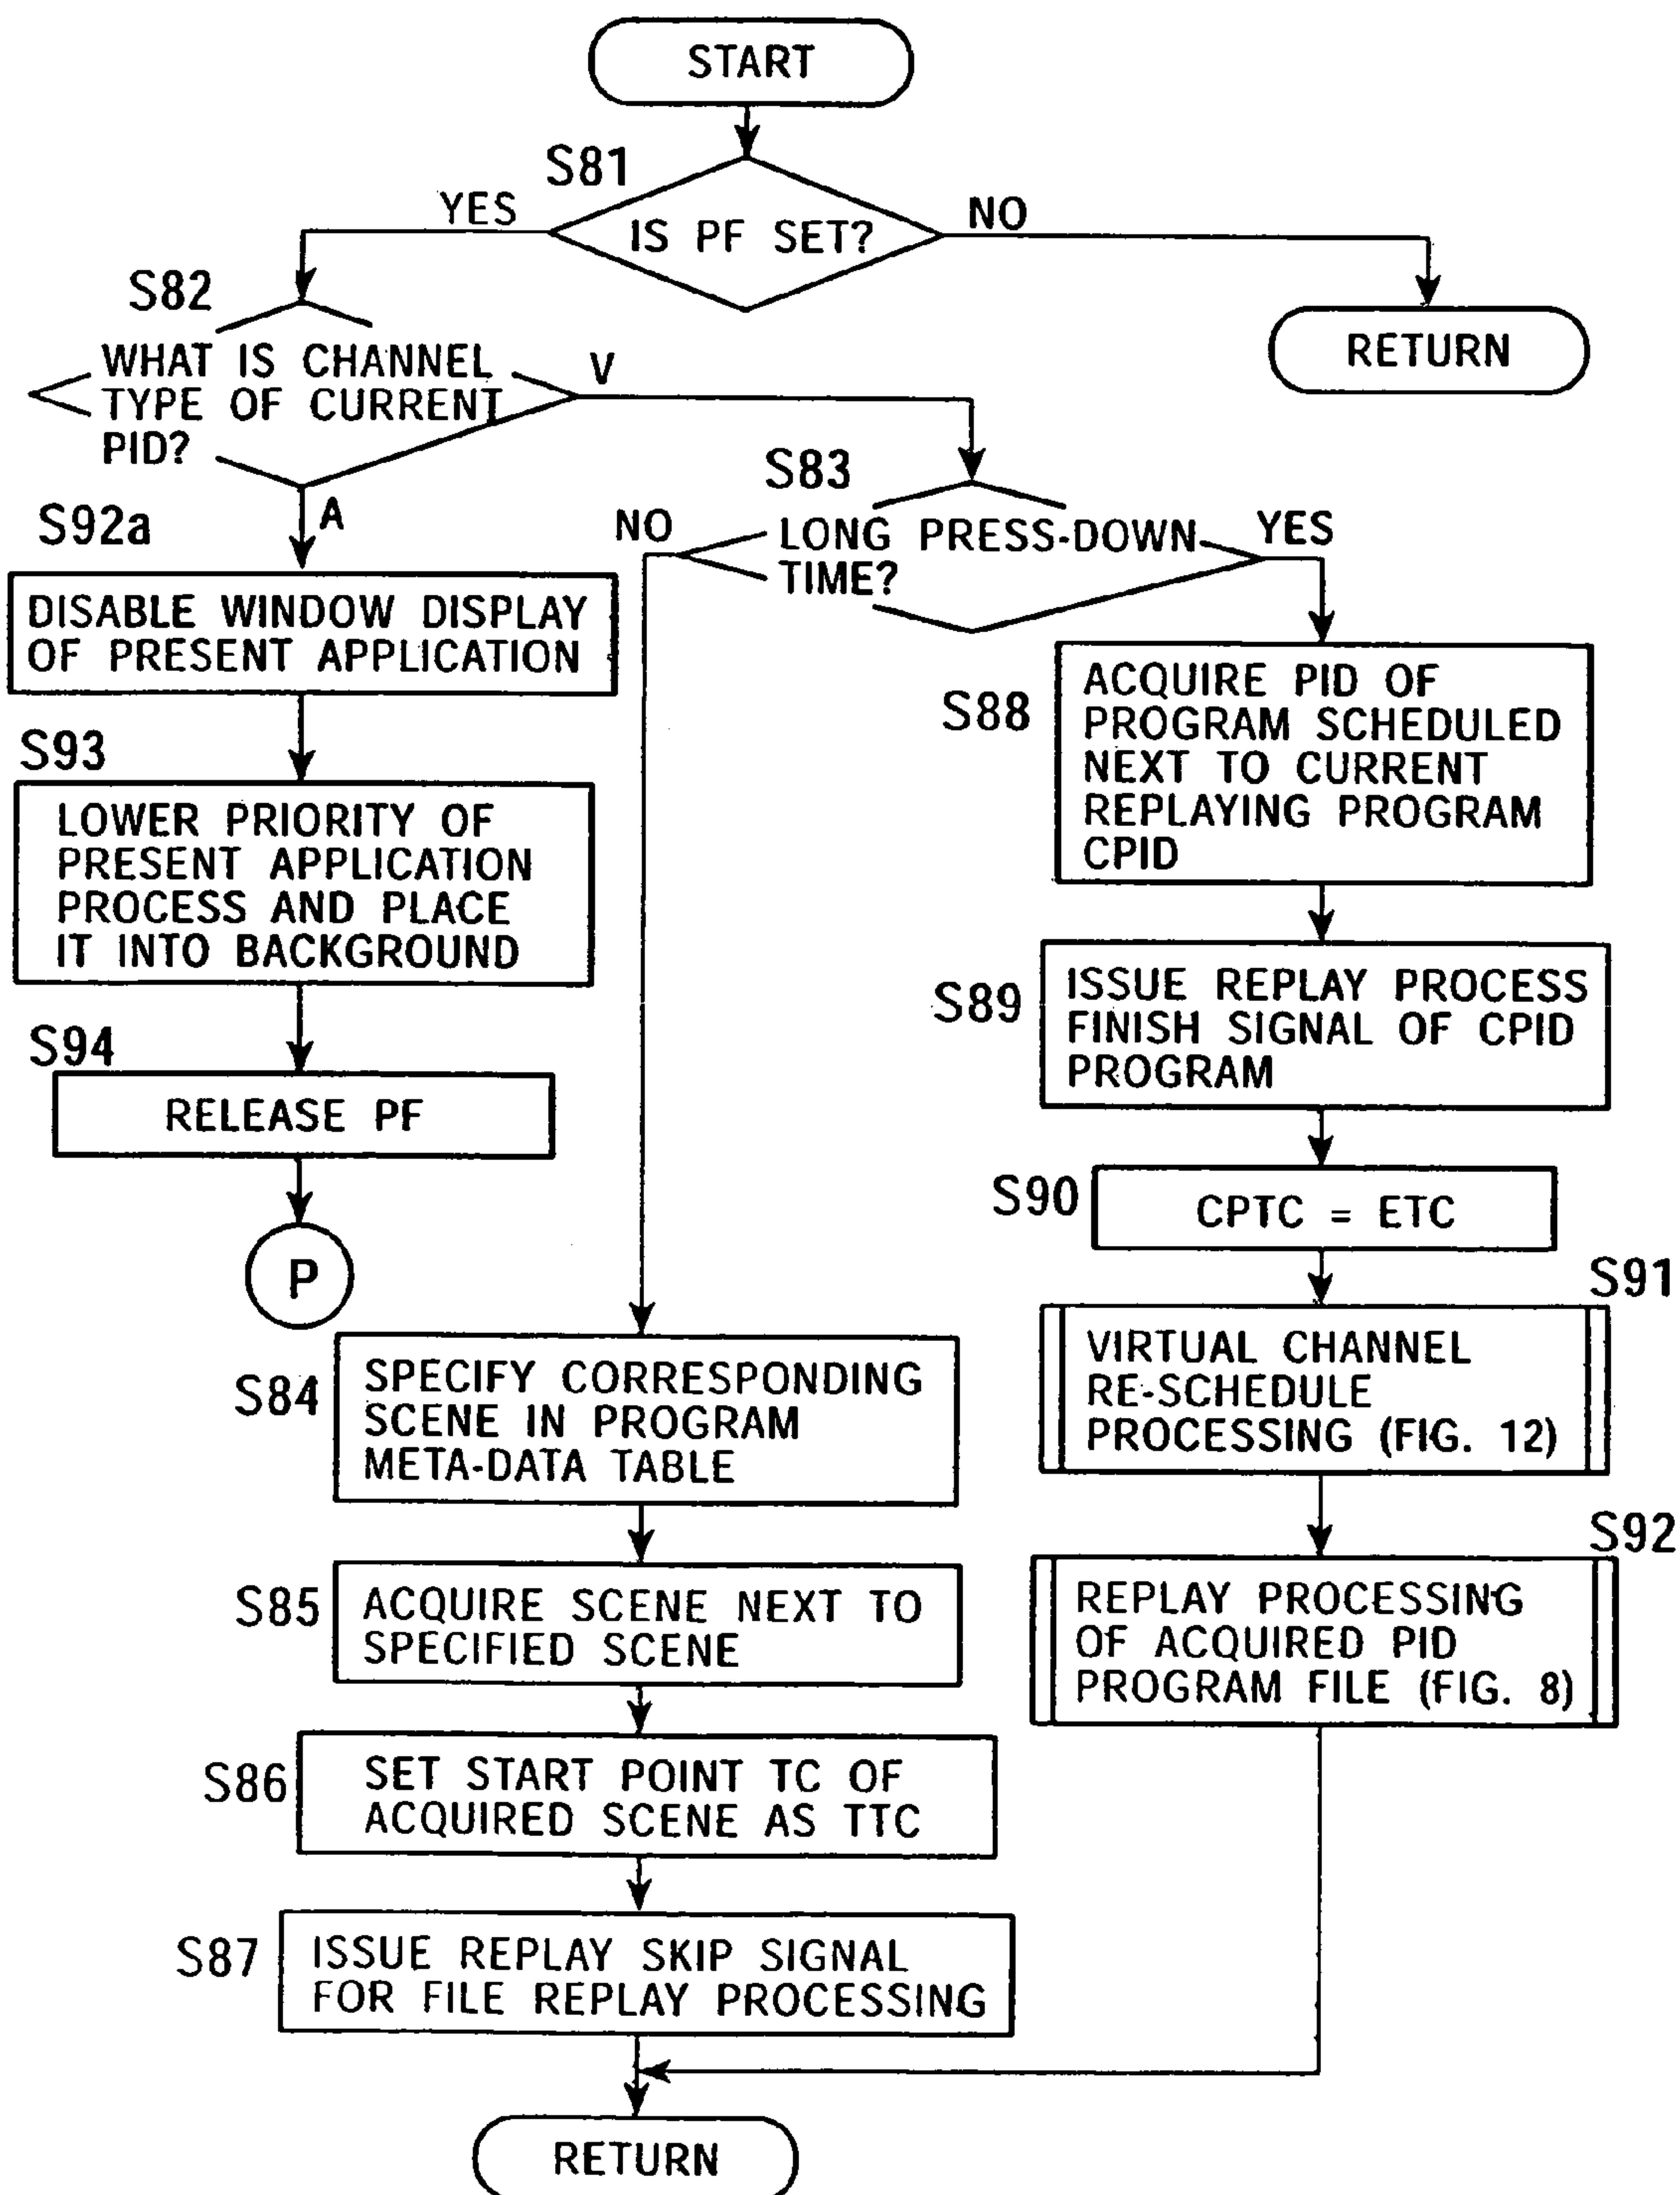 START
S81
YES
IS PF SET?
NO
RETURN
S82
WHAT IS CHANNEL
TYPE OF CURRENT
PID?
V
A
S83
NO
LONG PRESS-DOWN
TIME?
YES
S92a
DISABLE WINDOW DISPLAY
OF PRESENT APPLICATION
S93
LOWER PRIORITY OF
PRESENT APPLICATION
PROCESS AND PLACE
IT INTO BACKGROUND
S94
RELEASE PF
P
S88
ACQUIRE PID OF
PROGRAM SCHEDULED
NEXT TO CURRENT
REPLAYING PROGRAM
CPID
S89
ISSUE REPLAY PROCESS
FINISH SIGNAL OF CPID
PROGRAM
S90
CPTC = ETC
S91
VIRTUAL CHANNEL
RE-SCHEDULE
PROCESSING (FIG. 12)
S92
REPLAY PROCESSING
OF ACQUIRED PID
PROGRAM FILE (FIG. 8)
S84
SPECIFY CORRESPONDING
SCENE IN PROGRAM
META-DATA TABLE
S85
ACQUIRE SCENE NEXT TO
SPECIFIED SCENE
S86
SET START POINT TC OF
ACQUIRED SCENE AS TTC
S87
ISSUE REPLAY SKIP SIGNAL
FOR FILE REPLAY PROCESSING
RETURN